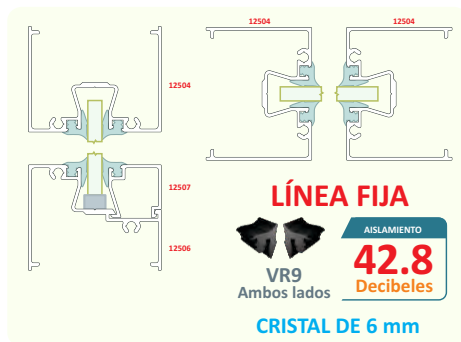 12504
12504
12504
12507
12506
LÍNEA FIJA
VR9
Ambos lados
AISLAMIENTO
42.8
Decibeles
CRISTAL DE 6 mm